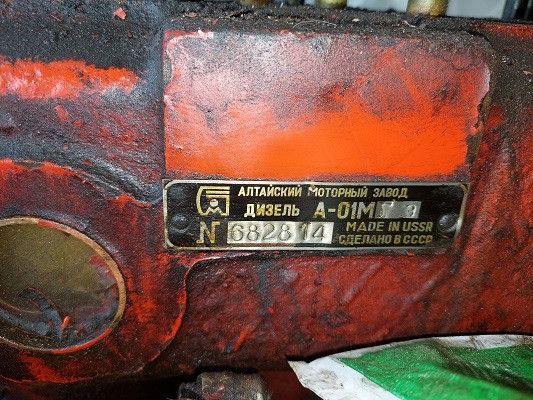 АЛТАЙСКИЙ МОТОРНЫЙ ЗАВОД
ДИЗЕЛЬ А-01М
N 682814 MADE IN USSR
СДЕЛАНО В СССР